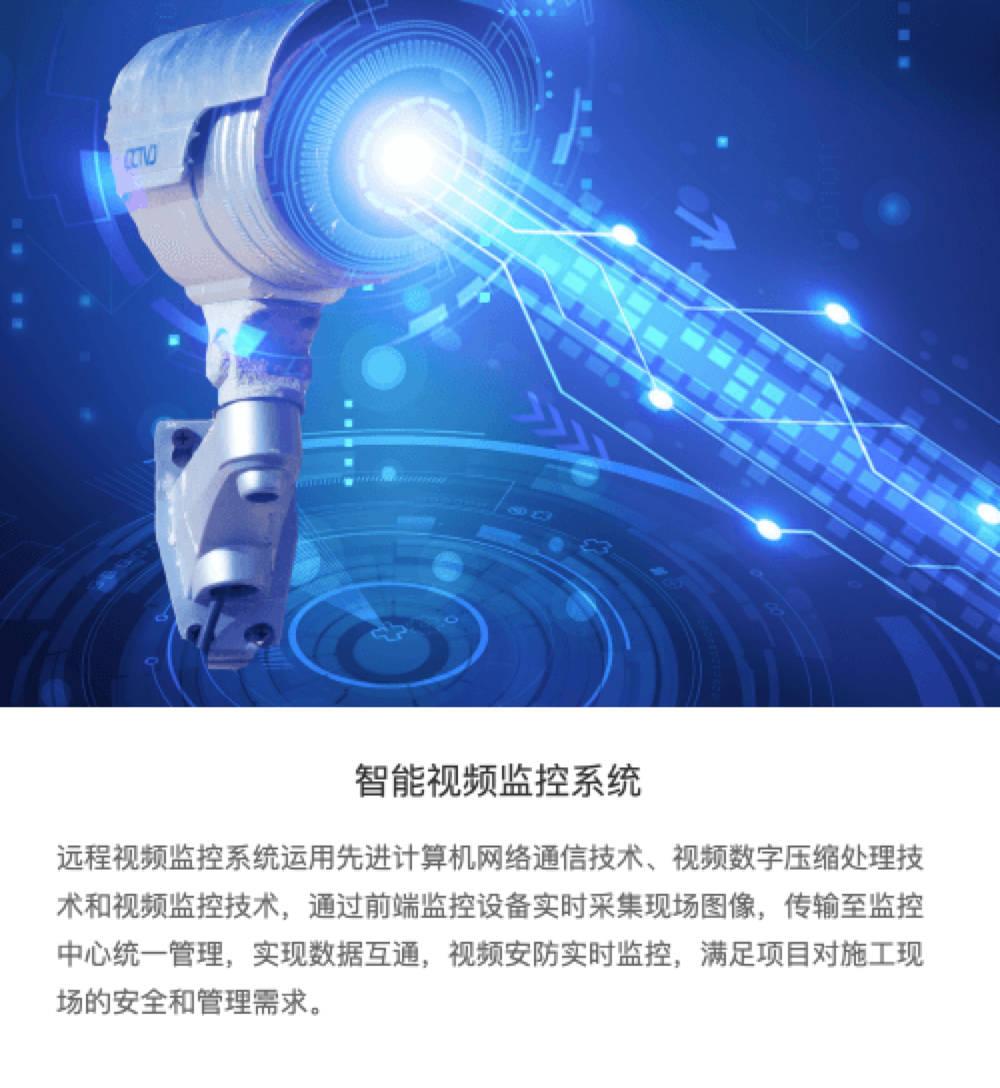 智能视频监控系统
远程视频监控系统运用先进计算机网络通信技术、视频数字压缩处理技
术和视频监控技术，通过前端监控设备实时采集现场图像，传输至监控
中心统一管理，实现数据互通，视频安防实时监控，满足项目对施工现
场的安全和管理需求。